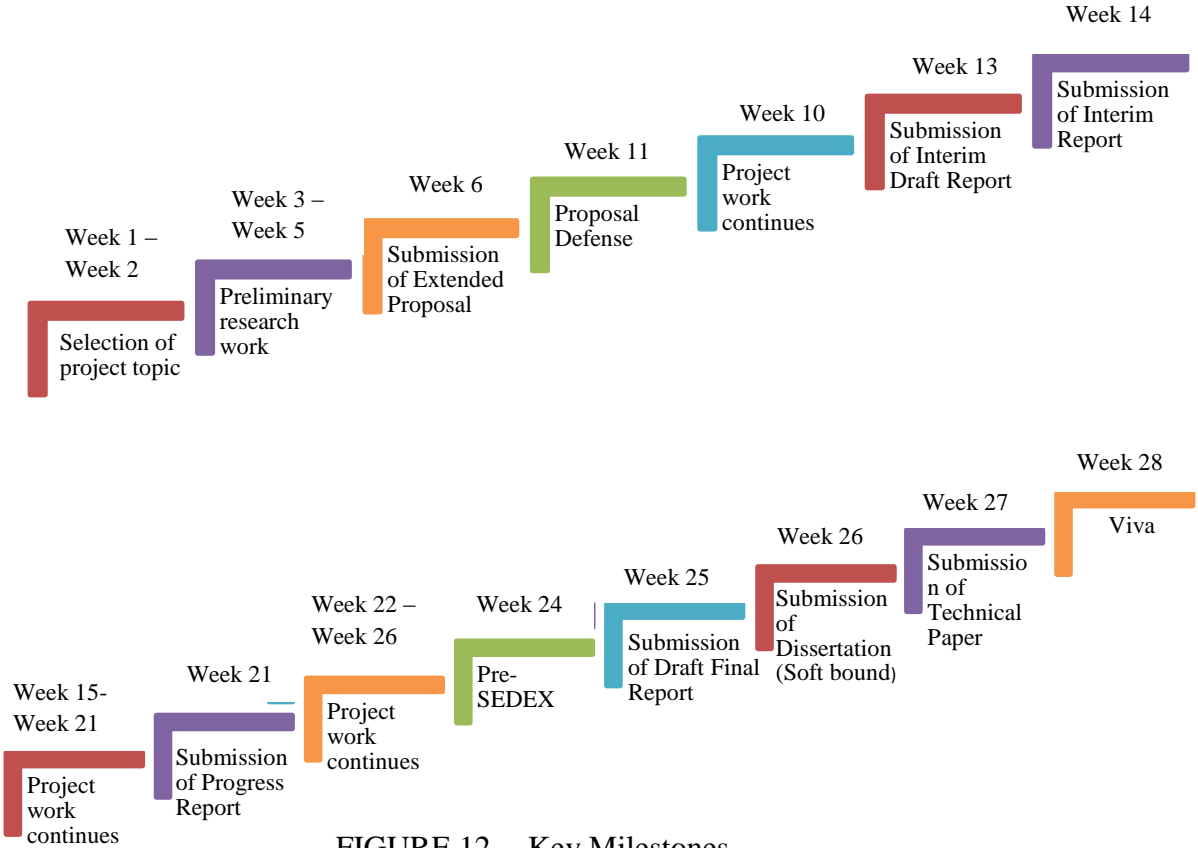 Week 1 –
Week 2
Selection of
project topic
Week 3 –
Week 5
Preliminary
research
work
Week 6
Submission
of Extended
Proposal
Week 11
Proposal
Defense
Week 10
Project
work
continues
Week 13
Submission
of Interim
Draft Report
Week 14
Submission
of Interim
Report
Week 15-
Week 21
Project
work
continues
Week 21
Submission
of Progress
Report
Week 22 –
Week 26
Project
work
continues
Week 24
Pre-
SEDEX
Week 25
Submission
of Draft Final
Report
Week 26
Submission
of
Dissertation
(Soft bound)
Week 27
Submissio
n of
Technical
Paper
Week 28
Viva
FIGURE 12 Key Milestones